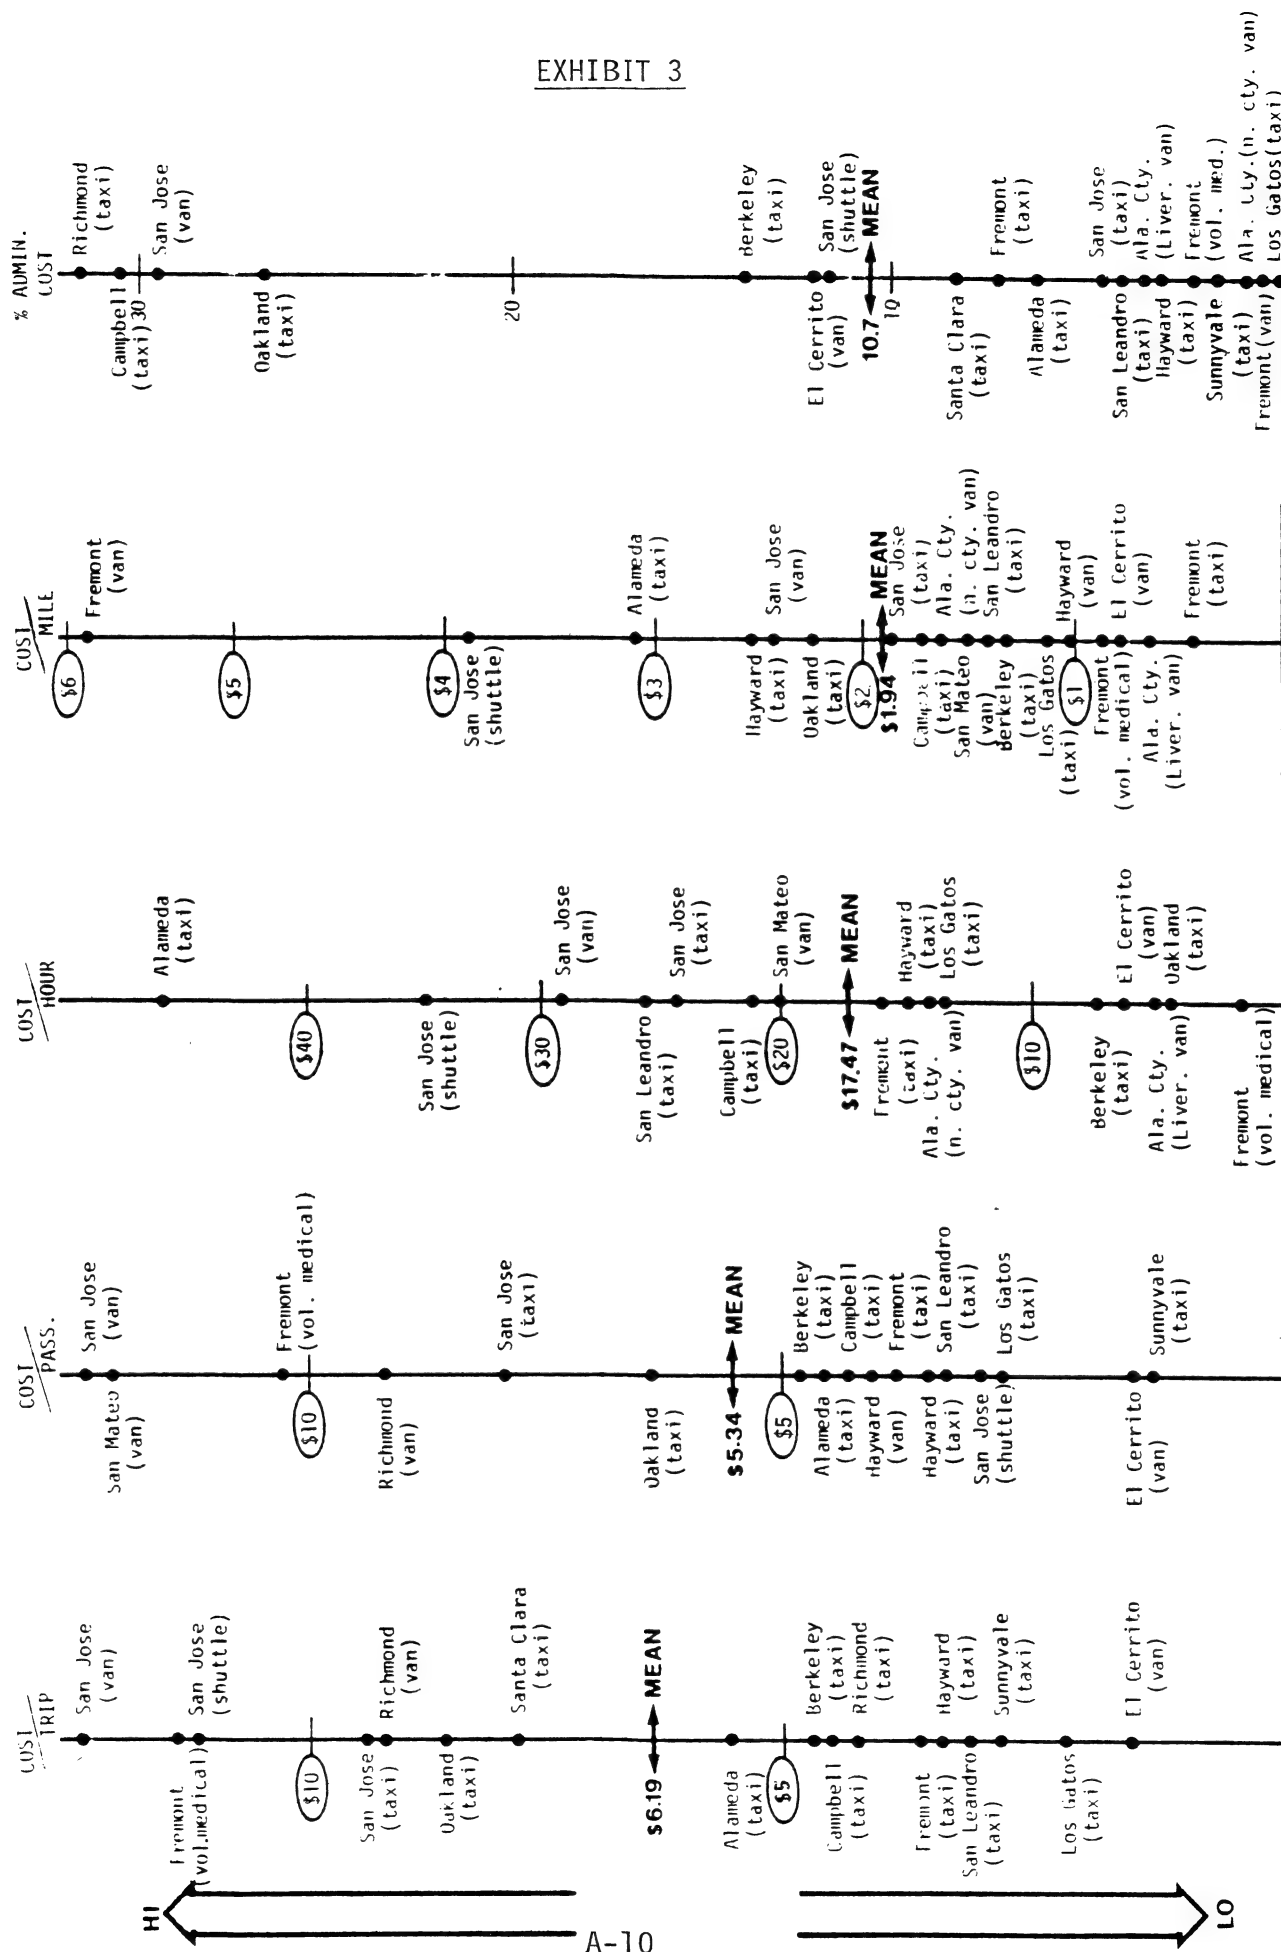 EXHIBIT 3
% ADMIN.
COST
Richmond
(taxi)
Campbell
(taxi)
30
San Jose
(van)
Oakland
(taxi)
20
Berkeley
(taxi)
El Cerrito
(van)
San Jose
(shuttle)
10.7
MEAN
10
Santa Clara
(taxi)
Fremont
(taxi)
Alameda
(taxi)
San Jose
(taxi)
San Leandro
(taxi)
Ala. Cty.
(Liver. van)
Hayward
(taxi)
Fremont
(vol. med.)
Sunnyvale
(taxi)
Ala. Cty.(n. cty. van)
Fremont(van)
Los Gatos(taxi)
COST
MILE
$6
Fremont
(van)
$5
$4
San Jose
(shuttle)
Alameda
(taxi)
$3
Hayward
(taxi)
San Jose
(van)
Oakland
(taxi)
$2
$1.94
MEAN
San Jose
(taxi)
Campbell
(taxi)
Ala. Cty.
(n. cty. van)
San Mateo
(van)
San Leandro
(taxi)
Berkeley
(taxi)
Los Gatos
(taxi)
Hayward
(van)
$1
Fremont
(vol. medical)
El Cerrito
(van)
Ala. Cty.
(Liver. van)
Fremont
(taxi)
COST
HOUR
Alameda
(taxi)
$40
San Jose
(shuttle)
$30
San Jose
(van)
San Leandro
(taxi)
San Jose
(taxi)
Campbell
(taxi)
$20
San Mateo
(van)
$17.47
MEAN
Fremont
(taxi)
Hayward
(taxi)
Ala. Cty.
(n. cty. van)
Los Gatos
(taxi)
$10
Berkeley
(taxi)
El Cerrito
(van)
Ala. Cty.
(Liver. van)
Oakland
(taxi)
Fremont
(vol. medical)
COST
PASS.
San Jose
(van)
San Mateo
(van)
Fremont
(vol. medical)
$10
Richmond
(van)
San Jose
(taxi)
Oakland
(taxi)
$5.34
MEAN
$5
Berkeley
(taxi)
Alameda
(taxi)
Campbell
(taxi)
Hayward
(van)
Fremont
(taxi)
Hayward
(taxi)
San Leandro
(taxi)
San Jose
(shuttle)
Los Gatos
(taxi)
El Cerrito
(van)
Sunnyvale
(taxi)
COST
TRIP
San Jose
(van)
Fremont
(vol.medical)
San Jose
(shuttle)
$10
San Jose
(taxi)
Richmond
(van)
Oakland
(taxi)
Santa Clara
(taxi)
$6.19
MEAN
Alameda
(taxi)
$5
Berkeley
(taxi)
Campbell
(taxi)
Richmond
(taxi)
Fremont
(taxi)
Hayward
(taxi)
San Leandro
(taxi)
Sunnyvale
(taxi)
Los Gatos
(taxi)
El Cerrito
(van)
HI
LO
A-10